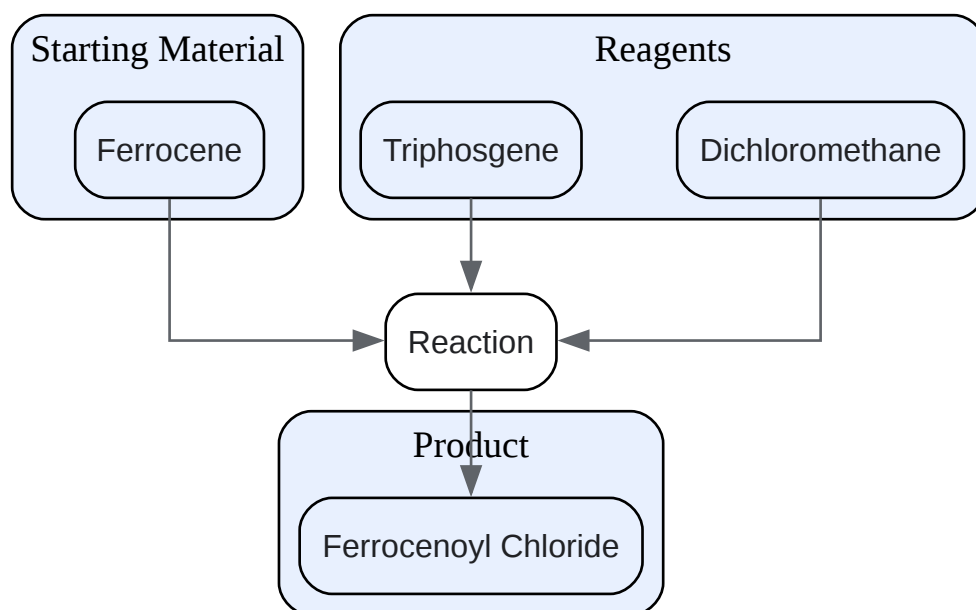 Starting Material
Reagents
Ferrocene
Triphosgene
Dichloromethane
Reaction
Product
Ferrocenoyl Chloride